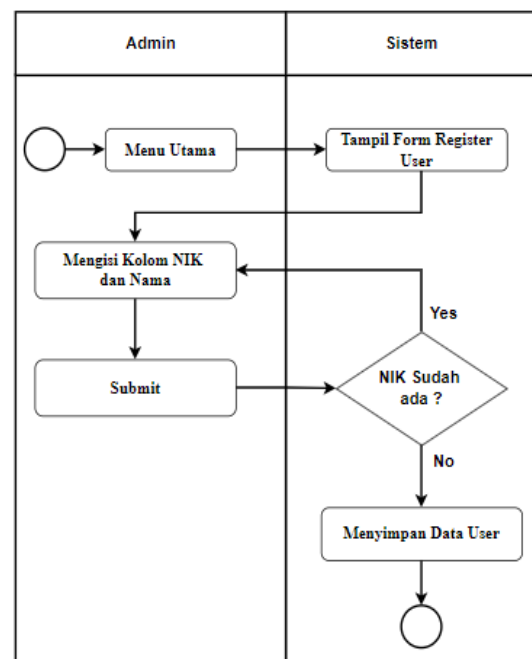 Admin
Sistem
Menu Utama
Tampil Form Register
User
Mengisi Kolom NIK
dan Nama
Yes
Submit
NIK Sudah
ada ?
No
Menyimpan Data User